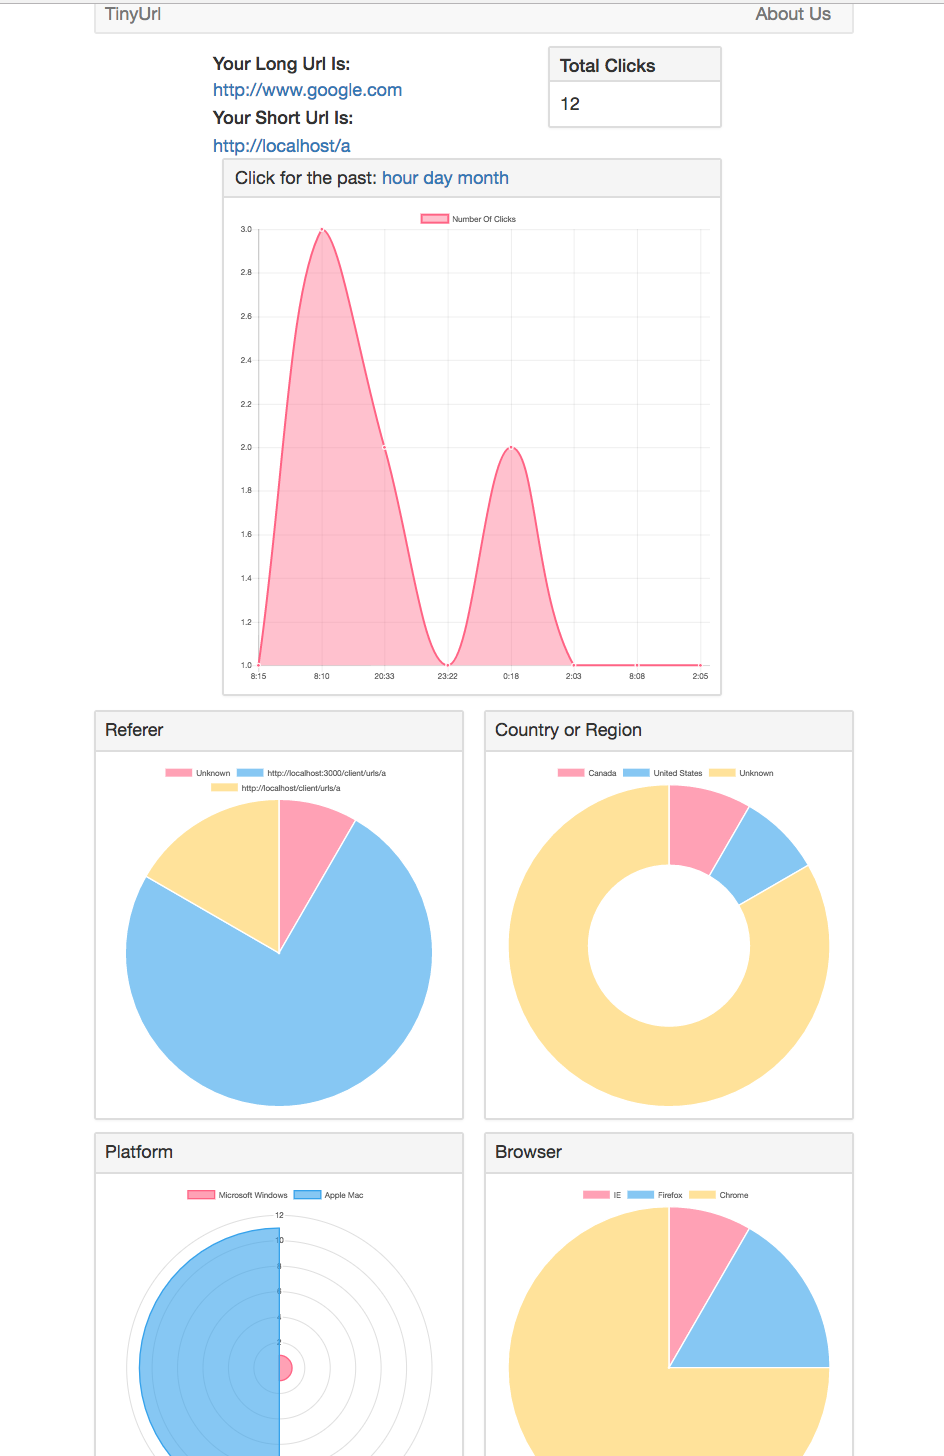 TinyUrl About Us
Your Long Url Is:
http://www.google.com
Your Short Url Is:
http://localhost/a
Total Clicks
12
Click for the past: hour day month
Number Of Clicks
3.0
2.8
2.6
2.4
2.2
2.0
1.8
1.6
1.4
1.2
1.0
8:15 8:10 20:33 23:22 0:18 2:03 8:08 2:05
Referer
Unknown http://localhost:3000/client/urls/a
http://localhost/client/urls/a
Country or Region
Canada United States Unknown
Platform
Microsoft Windows Apple Mac
12
10
8
6
4
2
Browser
IE Firefox Chrome